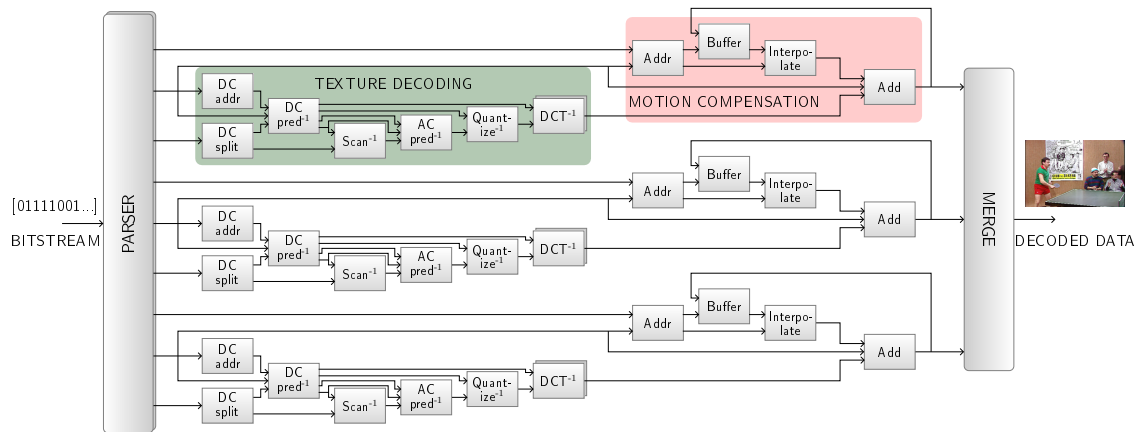 TEXTURE DECODING
MOTION COMPENSATION
DC
addr
DC
split
DC
pred⁻¹
Scan⁻¹
AC
pred⁻¹
Quant-
ize⁻¹
DCT⁻¹
Addr
Buffer
Interpo-
late
Add
DC
addr
DC
split
DC
pred⁻¹
Scan⁻¹
AC
pred⁻¹
Quant-
ize⁻¹
DCT⁻¹
Addr
Buffer
Interpo-
late
Add
DC
addr
DC
split
DC
pred⁻¹
Scan⁻¹
AC
pred⁻¹
Quant-
ize⁻¹
DCT⁻¹
Addr
Buffer
Interpo-
late
Add
[01111001...]
BITSTREAM
PARSER
MERGE
DECODED DATA